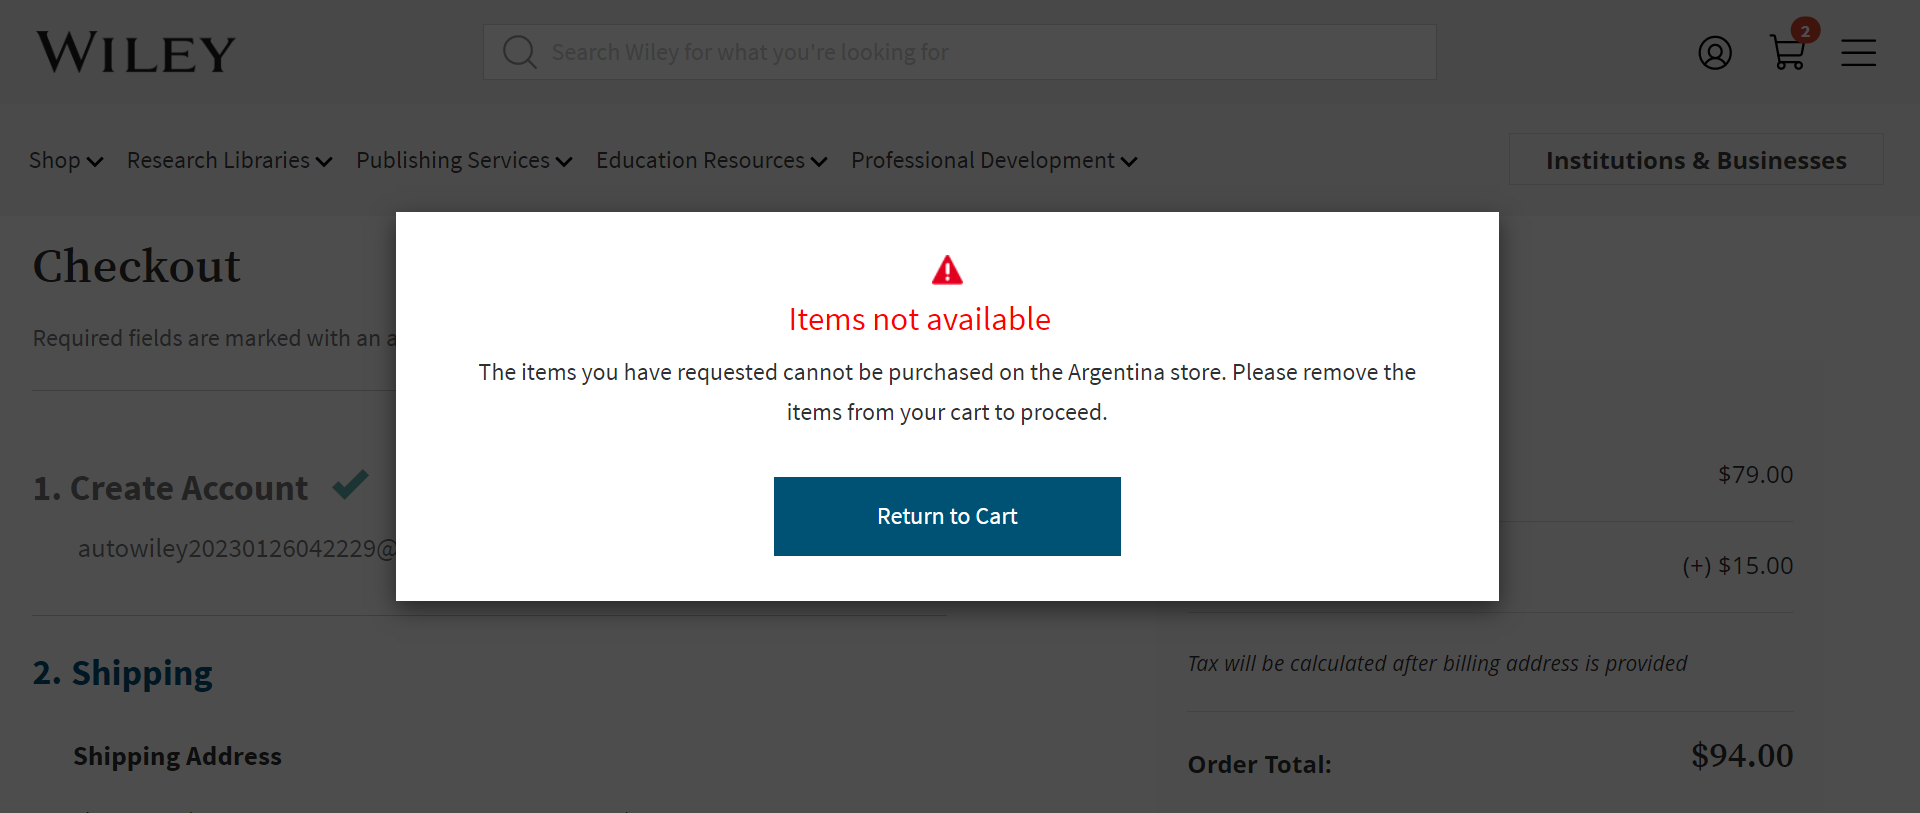 WILEY
Search Wiley for what you're looking for
2
Shop
Research Libraries
Publishing Services
Education Resources
Professional Development
Institutions & Businesses
Checkout
Required fields are marked with an
Items not available
The items you have requested cannot be purchased on the Argentina store. Please remove the
items from your cart to proceed.
Return to Cart
1. Create Account
autowiley20230126042229@
$79.00
(+) $15.00
2. Shipping
Tax will be calculated after billing address is provided
Shipping Address
Order Total:
$94.00